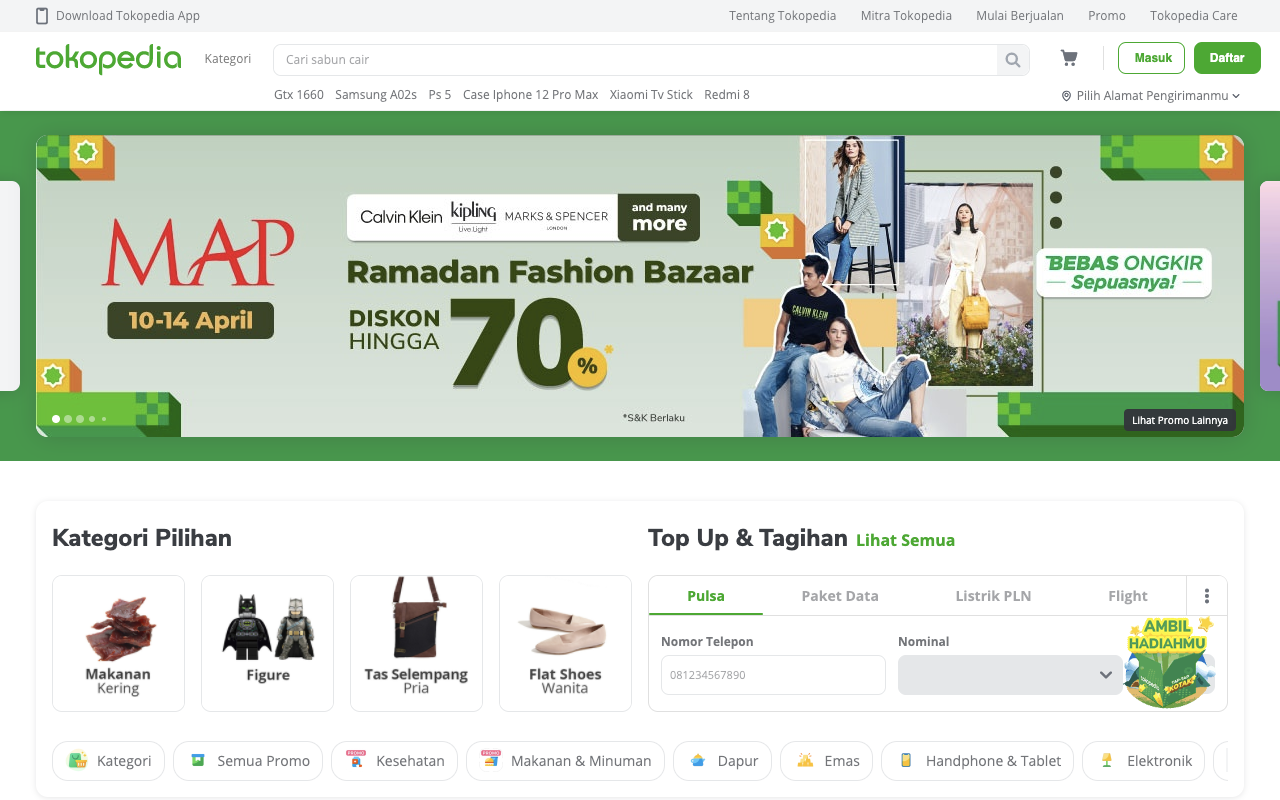 Download Tokopedia App
Tentang Tokopedia Mitra Tokopedia Mulai Berjualan Promo Tokopedia Care
tokopedia
Kategori
Cari sabun cair
Masuk
Daftar
Gtx 1660 Samsung A02s Ps 5 Case Iphone 12 Pro Max Xiaomi Tv Stick Redmi 8
Pilih Alamat Pengirimanmu
MAP
10-14 April
Calvin Klein
kipling
Live.Light
MARKS & SPENCER
LONDON
and many
more
Ramadan Fashion Bazaar
DISKON
HINGGA
70%*
*S&K Berlaku
CALVIN KLEIN
BEBAS ONGKIR
Sepuasnya!
Lihat Promo Lainnya
Kategori Pilihan
Makanan
Kering
Figure
Tas Selempang
Pria
Flat Shoes
Wanita
Top Up & Tagihan Lihat Semua
Pulsa Paket Data Listrik PLN Flight
Nomor Telepon
081234567890
Nominal
AMBIL
HADIAHMU
Kategori
Semua Promo
PROMO
Kesehatan
PROMO
Makanan & Minuman
Dapur
Emas
Handphone & Tablet
Elektronik